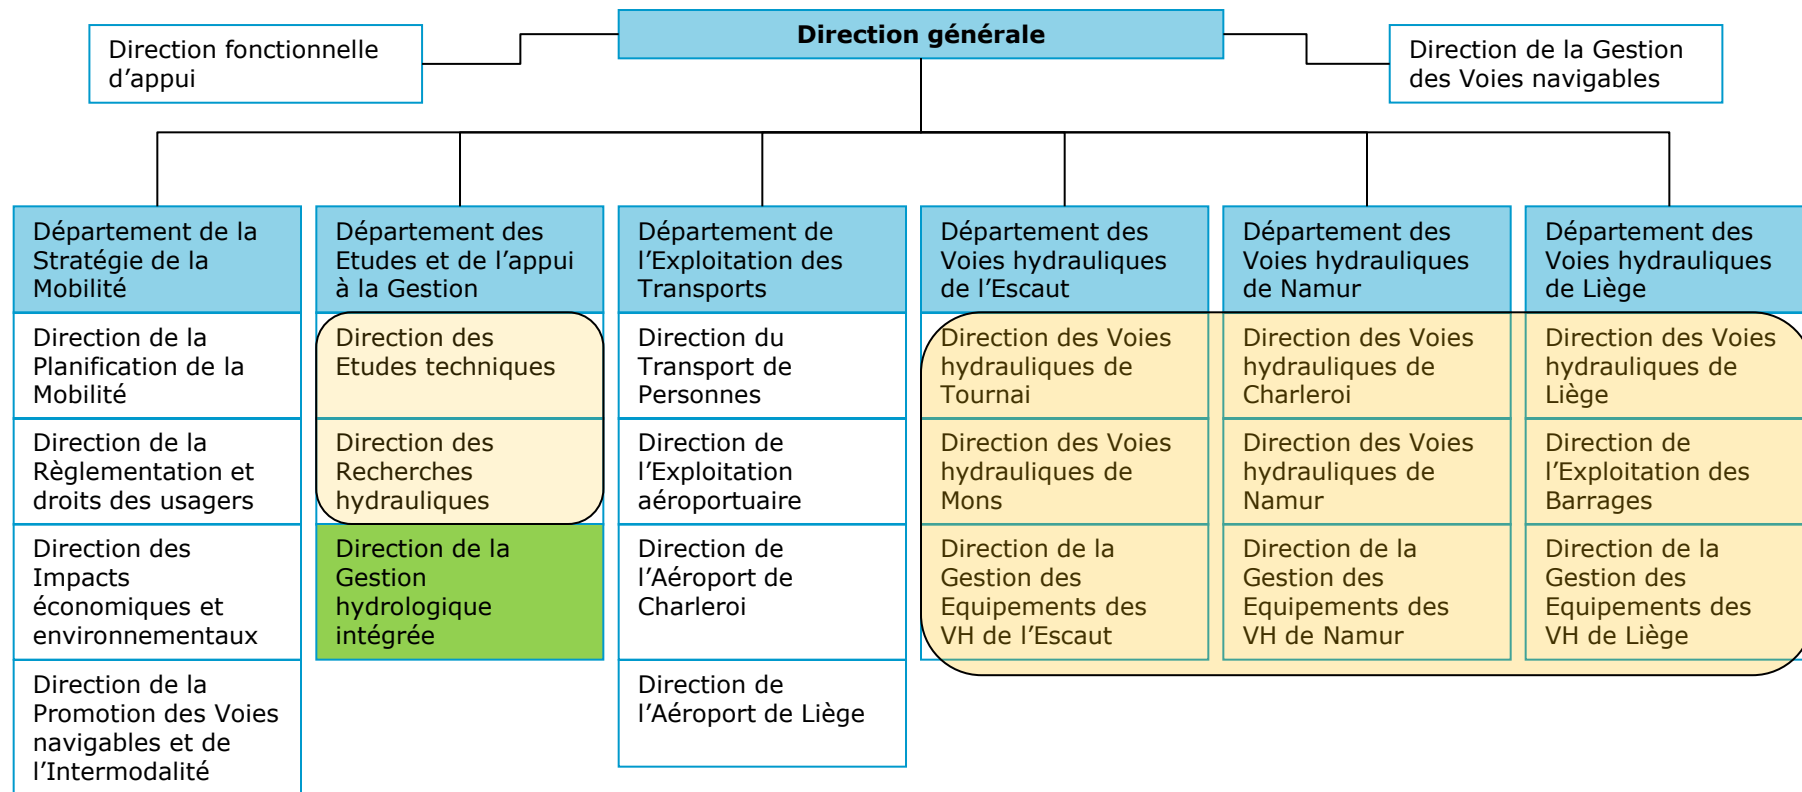 Direction générale
Direction fonctionnelle
d'appui
Direction de la Gestion
des Voies navigables
Département de la
Stratégie de la
Mobilité
Direction de la
Planification de la
Mobilité
Direction de la
Règlementation et
droits des usagers
Direction des
Impacts
économiques et
environnementaux
Direction de la
Promotion des Voies
navigables et de
l'Intermodalité
Département des
Etudes et de l'appui
à la Gestion
Direction des
Etudes techniques
Direction des
Recherches
hydrauliques
Direction de la
Gestion
hydrologique
intégrée
Département de
l'Exploitation des
Transports
Direction du
Transport de
Personnes
Direction de
l'Exploitation
aéroportuaire
Direction de
l'Aéroport de
Charleroi
Direction de
l'Aéroport de Liège
Département des
Voies hydrauliques
de l'Escaut
Direction des Voies
hydrauliques de
Tournai
Direction des Voies
hydrauliques de
Mons
Direction de la
Gestion des
Equipements des
VH de l'Escaut
Département des
Voies hydrauliques
de Namur
Direction des Voies
hydrauliques de
Charleroi
Direction des Voies
hydrauliques de
Namur
Direction de la
Gestion des
Equipements des
VH de Namur
Département des
Voies hydrauliques
de Liège
Direction des Voies
hydrauliques de
Liège
Direction de
l'Exploitation des
Barrages
Direction de la
Gestion des
Equipements des
VH de Liège